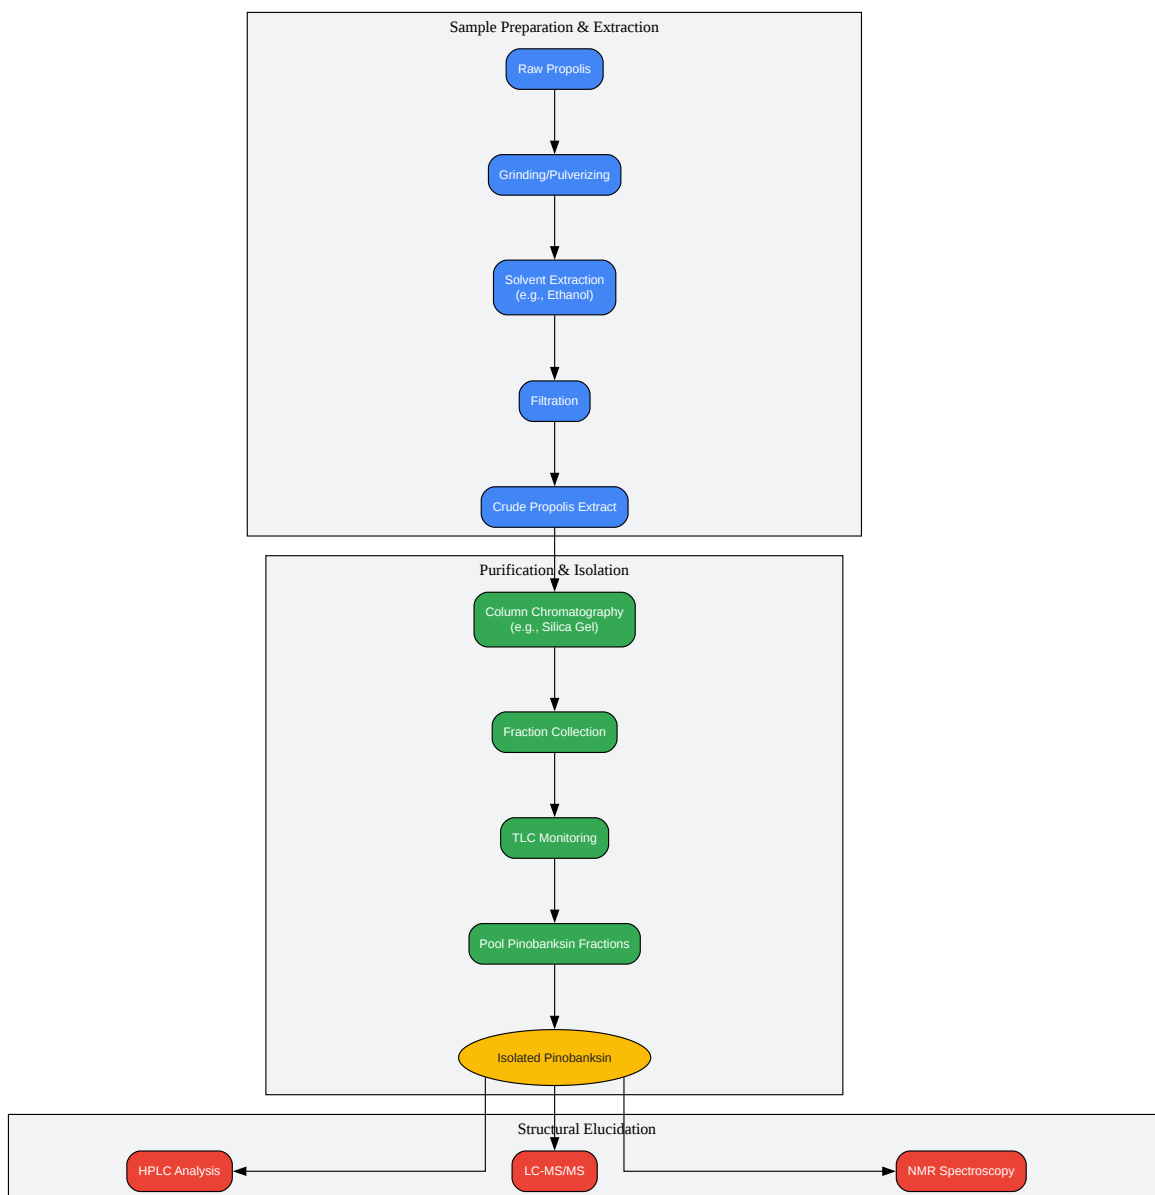 Sample Preparation & Extraction
Raw Propolis
Grinding/Pulverizing
Solvent Extraction
(e.g., Ethanol)
Filtration
Crude Propolis Extract
Purification & Isolation
Column Chromatography
(e.g., Silica Gel)
Fraction Collection
TLC Monitoring
Pool Pinobanksin Fractions
Isolated Pinobanksin
Structural Elucidation
HPLC Analysis
LC-MS/MS
NMR Spectroscopy